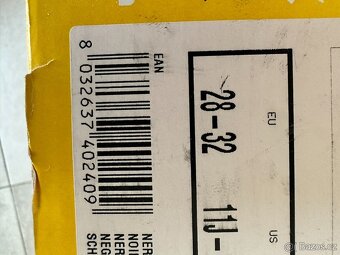 EAN
8 032637 402409
EU
28-32
US
11J-
NER
NOI
NER
NEG
SCH
© Bazos.cz